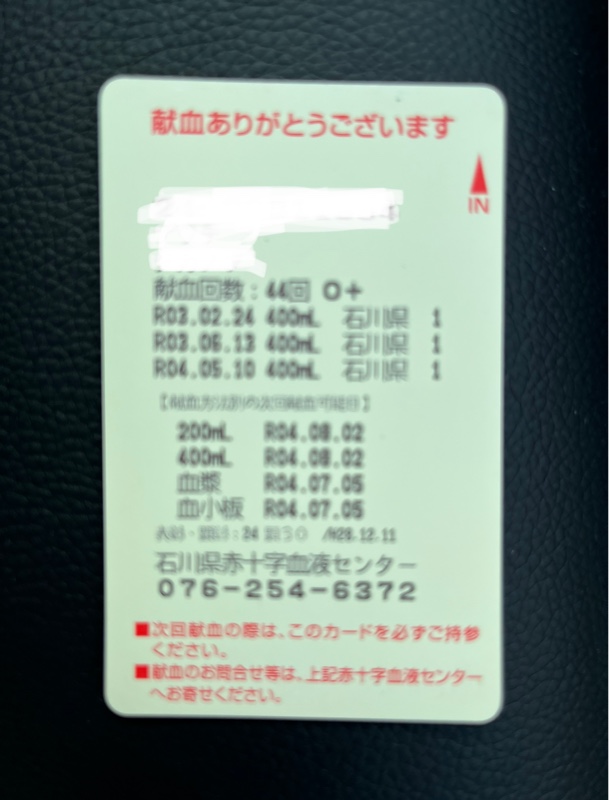 献血ありがとうございます
IN
献血回数：44回 O+
R03.02.24 400mL 石川県 1
R03.06.13 400mL 石川県 1
R04.05.10 400mL 石川県 1
200mL R04.08.02
400mL R04.08.02
血漿 R04.07.05
血小板 R04.07.05
石川県赤十字血液センター
076-254-6372
■次回献血の際は、このカードを必ずご持参
ください。
■献血のお問合せ等は、上記赤十字血液センター
へお寄せください。